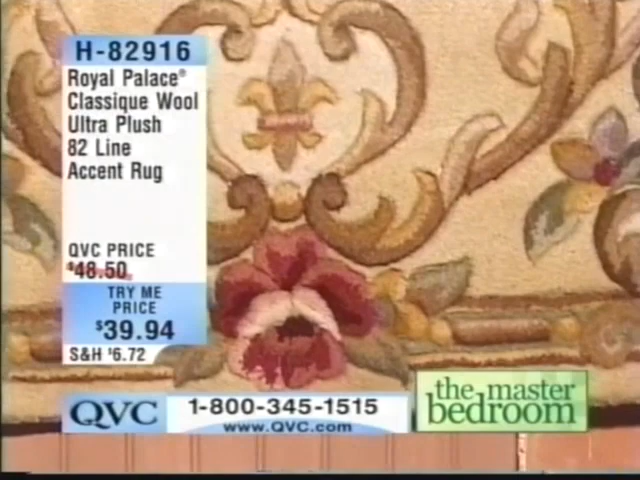 H-82916
Royal Palace®
Classique Wool
Ultra Plush
82 Line
Accent Rug
QVC PRICE
$48.50
TRY ME
PRICE
$39.94
S&H $6.72
QVC
1-800-345-1515
www.QVC.com
the master
bedroom